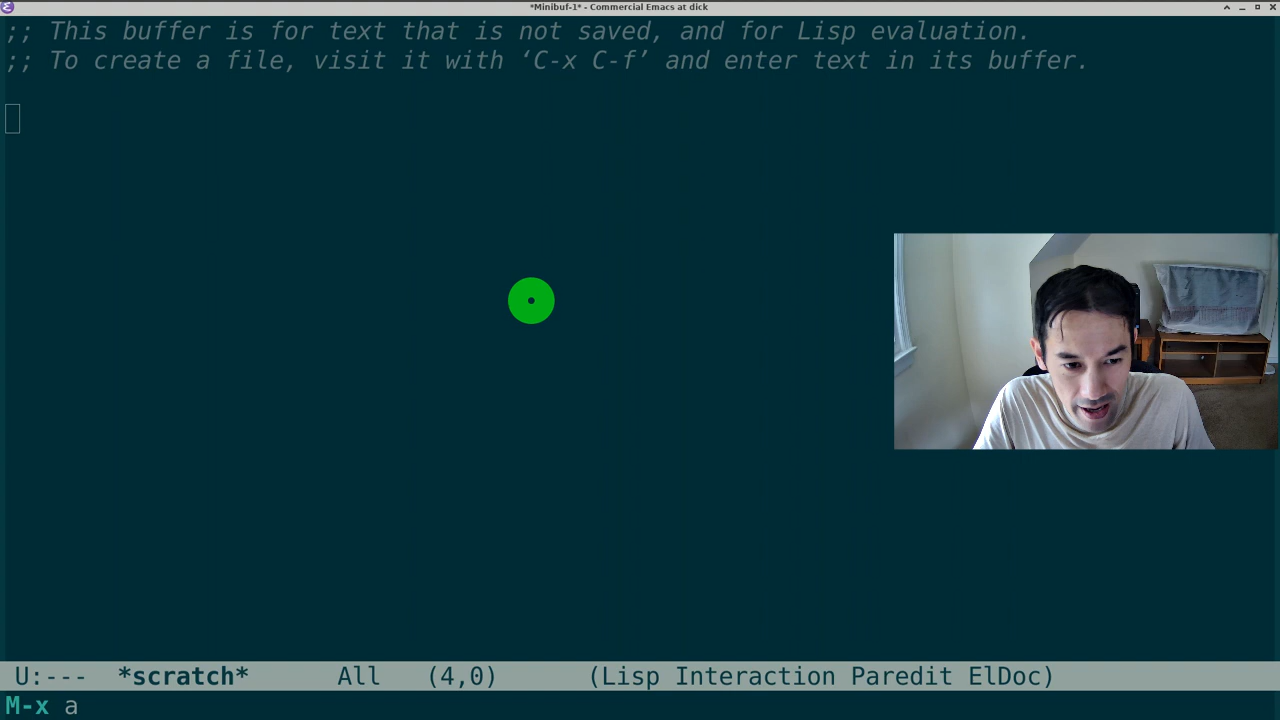 *Minibuf-1* - Commercial Emacs at dick
;; This buffer is for text that is not saved, and for Lisp evaluation.
;; To create a file, visit it with ‘C-x C-f’ and enter text in its buffer.
U:--- *scratch* All (4,0) (Lisp Interaction Paredit ElDoc)
M-x a